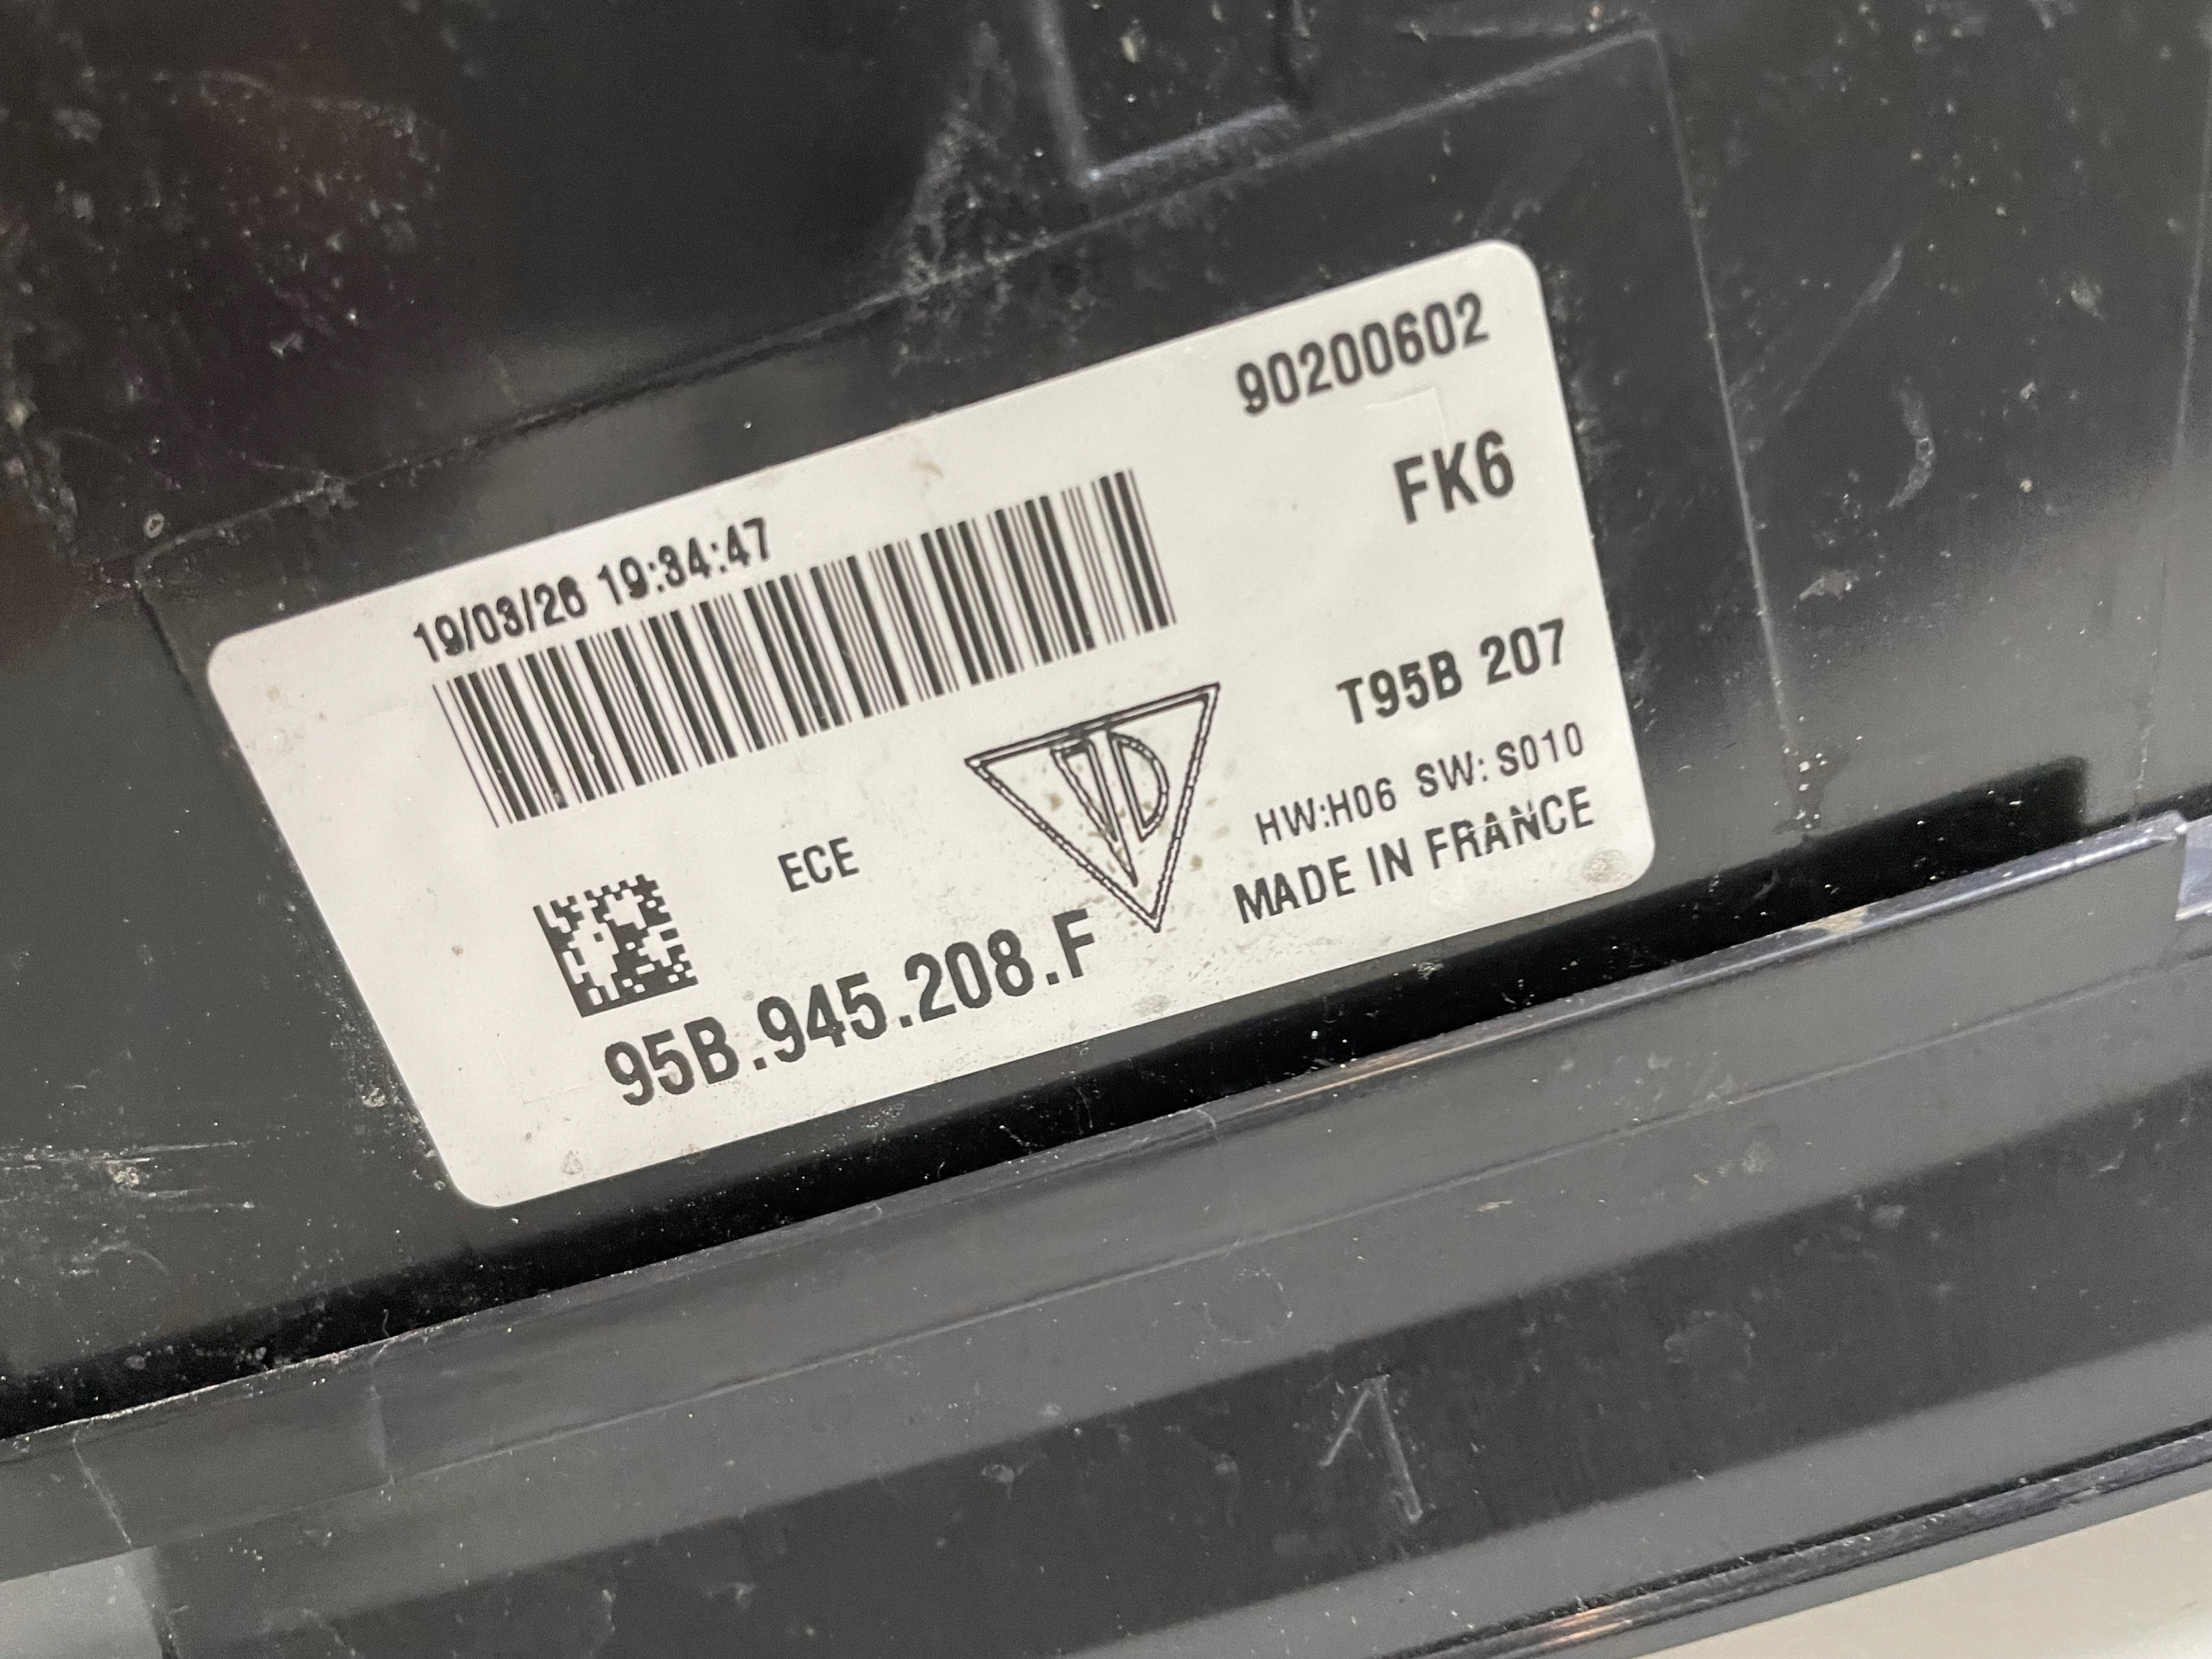 90200602
FK6
19/03/26 19:34:47
T95B 207
HW:H06 SW: S010
MADE IN FRANCE
ECE
95B.945.208.F
1